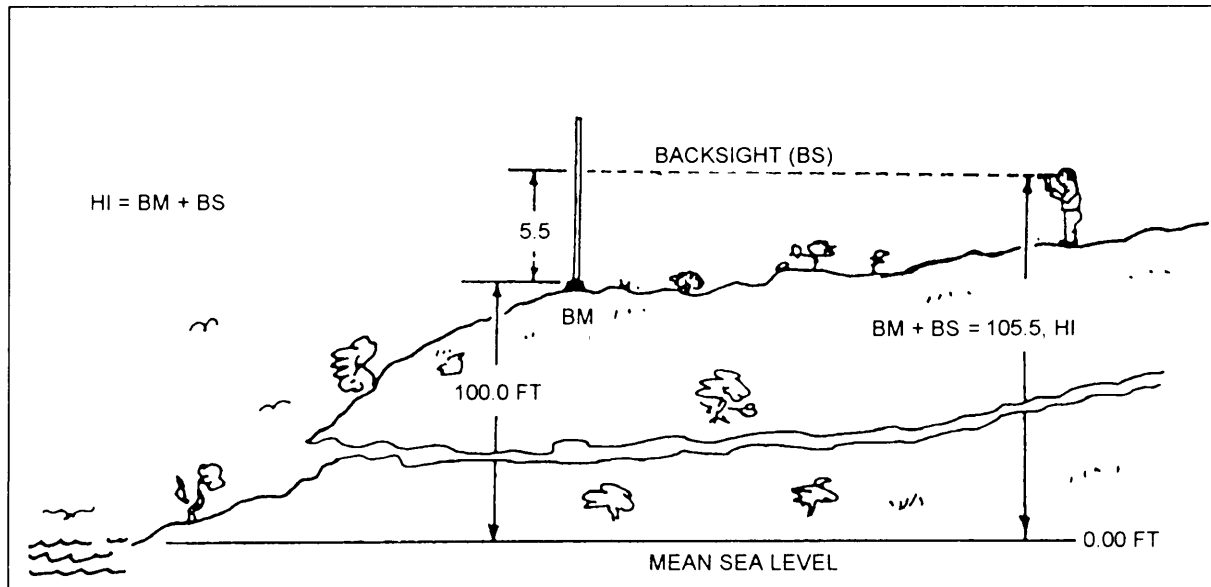 BACKSIGHT (BS)
HI = BM + BS
5.5
BM
BM + BS = 105.5, HI
100.0 FT
0.00 FT
MEAN SEA LEVEL